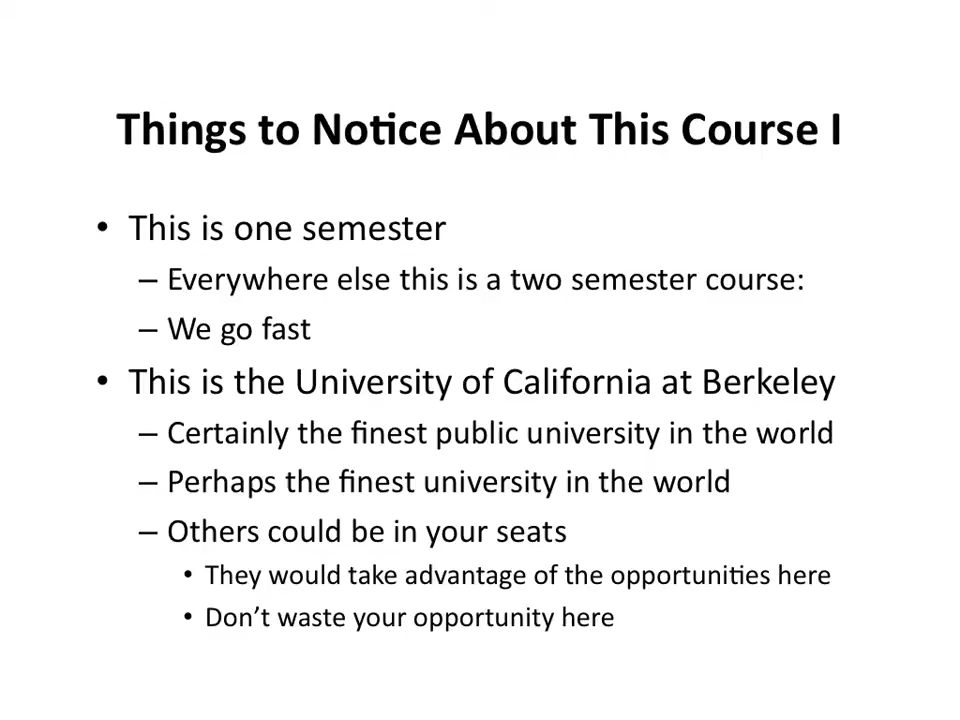 Things to Notice About This Course I
• This is one semester
– Everywhere else this is a two semester course:
– We go fast
• This is the University of California at Berkeley
– Certainly the finest public university in the world
– Perhaps the finest university in the world
– Others could be in your seats
• They would take advantage of the opportunities here
• Don’t waste your opportunity here